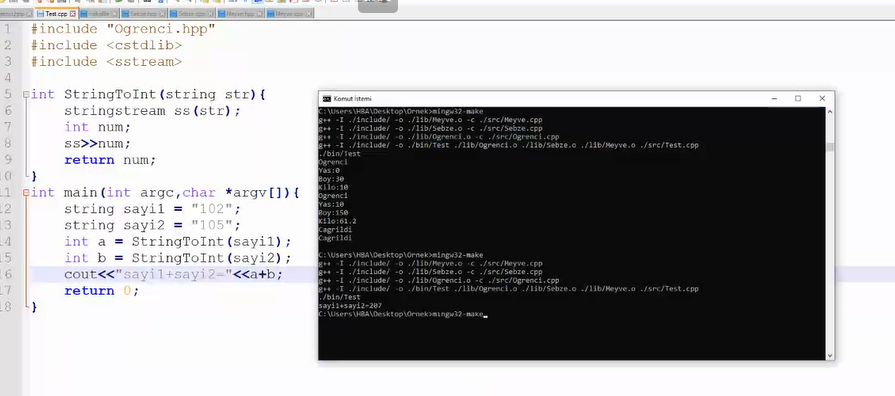 Test.cpp
1 #include "Ogrenci.hpp"
2 #include <cstdlib>
3 #include <sstream>
4
5 int StringToInt(string str){
6 stringstream ss(str);
7 int num;
8 ss>>num;
9 return num;
10 }
11 int main(int argc,char *argv[]){
12 string sayi1 = "102";
13 string sayi2 = "105";
14 int a = StringToInt(sayi1);
15 int b = StringToInt(sayi2);
16 cout<<"sayi1+sayi2="<<a+b;
17 return 0;
18 }
Komut İstemi
C:\Users\HBA\Desktop\Ornek>mingw32-make
g++ -I ./include/ -o ./lib/Meyve.o -c ./src/Meyve.cpp
g++ -I ./include/ -o ./lib/Sebze.o -c ./src/Sebze.cpp
g++ -I ./include/ -o ./lib/Ogrenci.o -c ./src/Ogrenci.cpp
g++ -I ./include/ -o ./bin/Test ./lib/Ogrenci.o ./lib/Sebze.o ./lib/Meyve.o ./src/Test.cpp
./bin/Test
Ogrenci
Yas:0
Boy:30
Kilo:10
Ogrenci
Yas:10
Boy:150
Kilo:61.2
Cagrildi
Cagrildi
C:\Users\HBA\Desktop\Ornek>mingw32-make
g++ -I ./include/ -o ./lib/Meyve.o -c ./src/Meyve.cpp
g++ -I ./include/ -o ./lib/Sebze.o -c ./src/Sebze.cpp
g++ -I ./include/ -o ./lib/Ogrenci.o -c ./src/Ogrenci.cpp
g++ -I ./include/ -o ./bin/Test ./lib/Ogrenci.o ./lib/Sebze.o ./lib/Meyve.o ./src/Test.cpp
./bin/Test
sayi1+sayi2=207
C:\Users\HBA\Desktop\Ornek>mingw32-make_